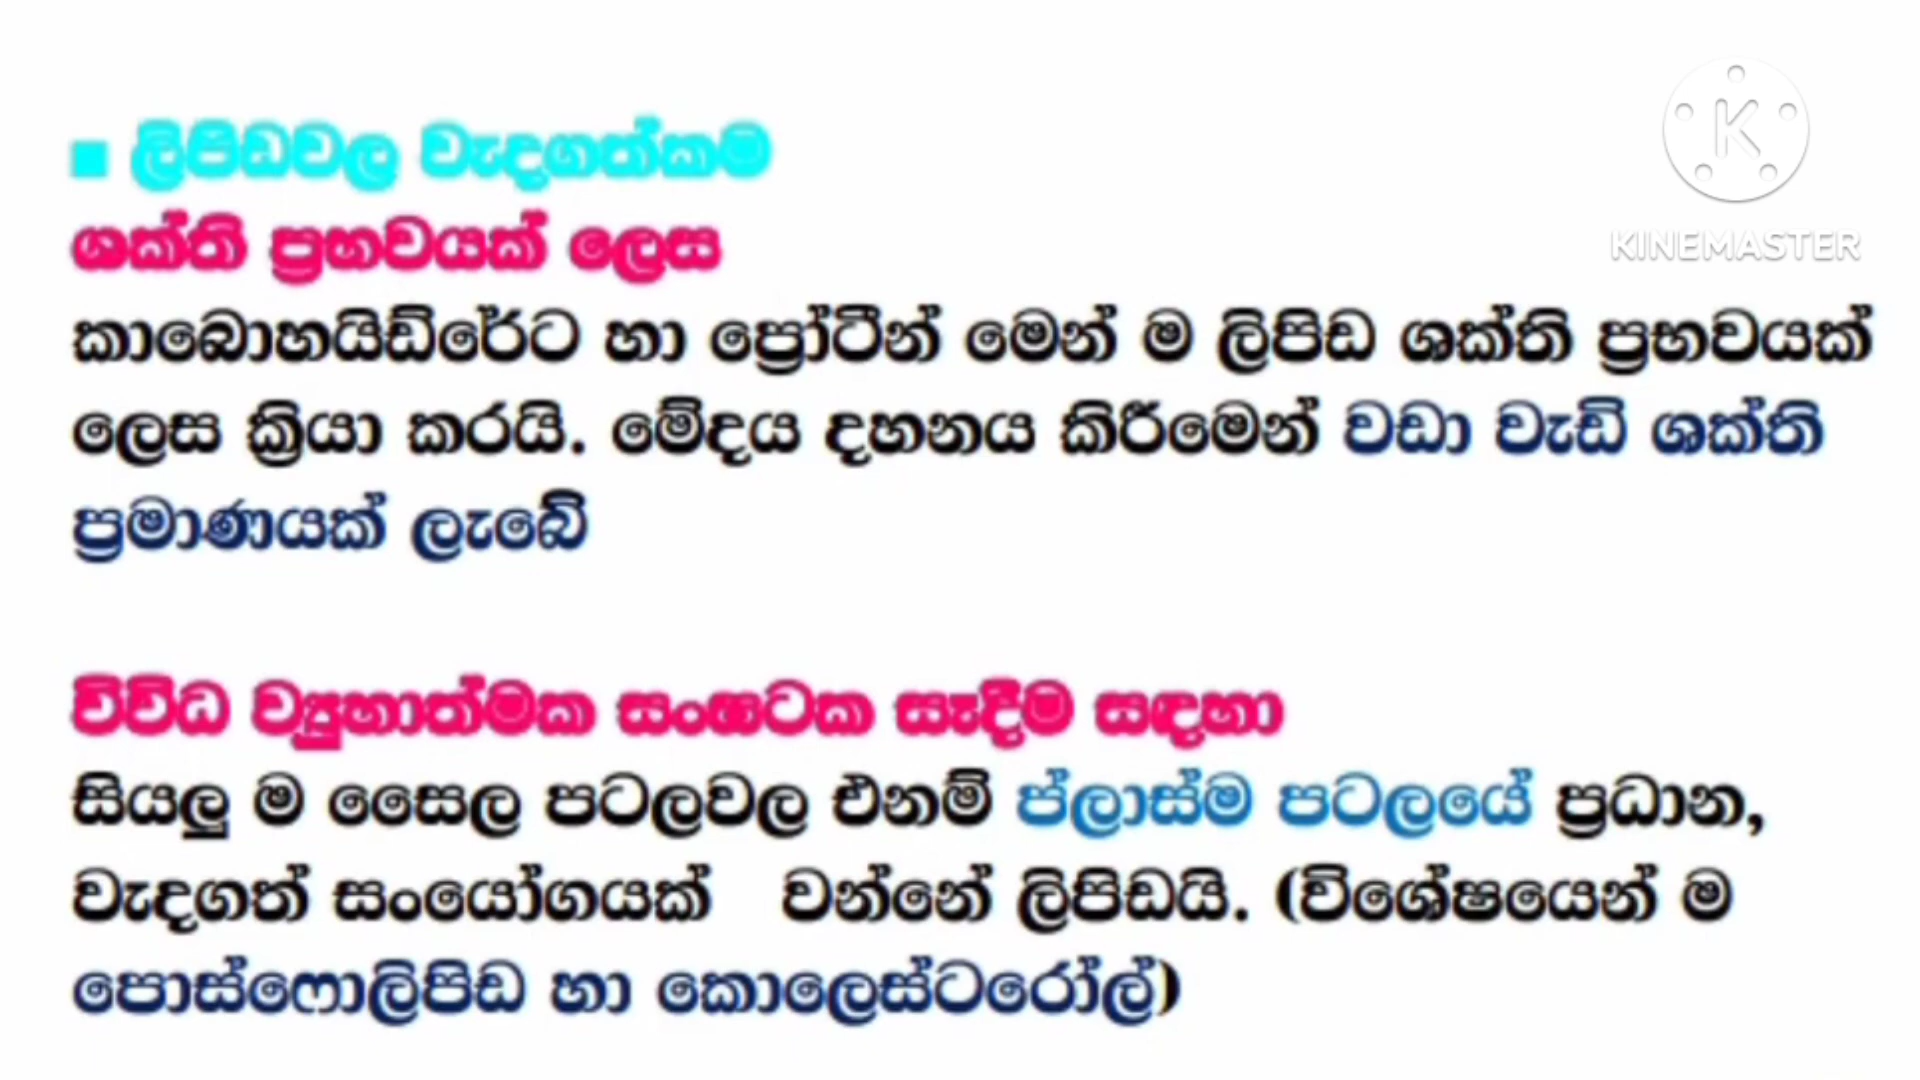 ▪ ලිපිඩවල වැදගත්කම
ශක්ති ප්‍රභවයක් ලෙස
කාබොහයිඩ්රේට හා ප්‍රෝටීන් මෙන් ම ලිපිඩ ශක්ති ප්‍රභවයක්
ලෙස ක්‍රියා කරයි. මේදය දහනය කිරීමෙන් වඩා වැඩි ශක්ති
ප්‍රමාණයක් ලැබේ
විවිධ ව්‍යුහාත්මක සංඝටක සෑදීම සඳහා
සියලු ම සෛල පටලවල එනම් ප්ලාස්ම පටලයේ ප්‍රධාන,
වැදගත් සංයෝගයක් වන්නේ ලිපිඩයි. (විශේෂයෙන් ම
පොස්ෆොලිපිඩ හා කොලෙස්ටරෝල්)
K
KINEMASTER